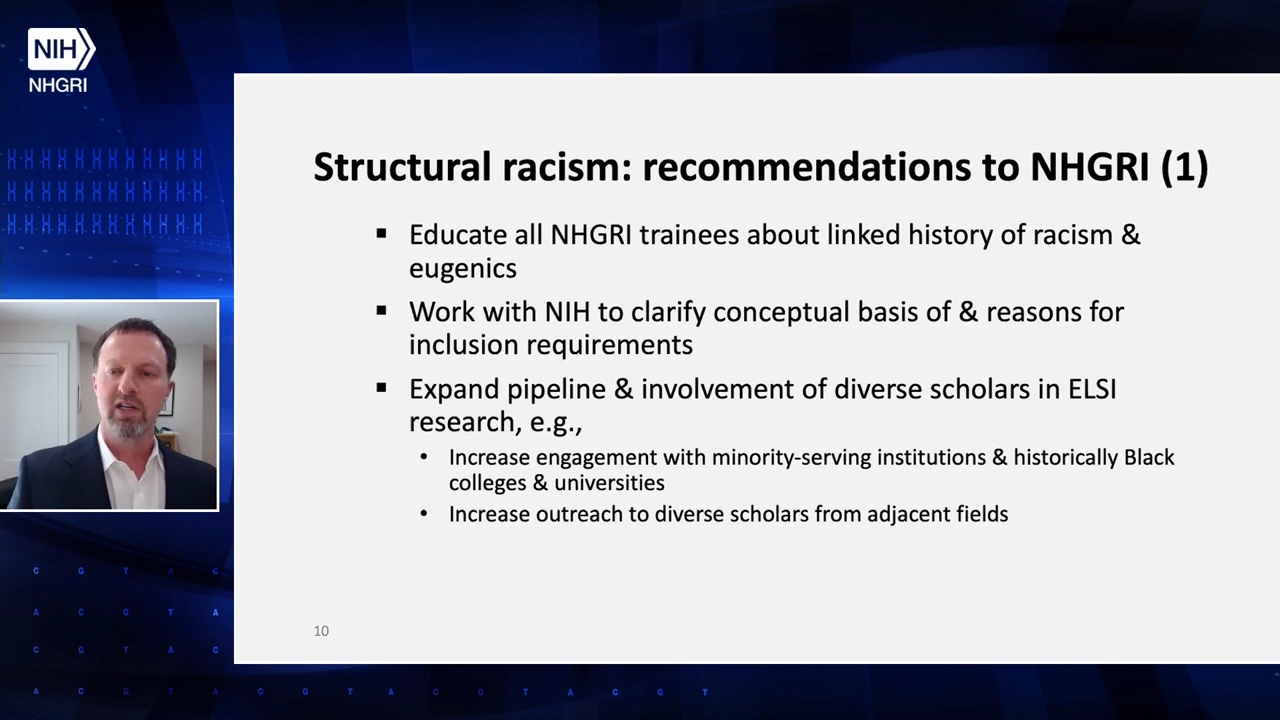 NIH
NHGRI
Structural racism: recommendations to NHGRI (1)
▪ Educate all NHGRI trainees about linked history of racism &
eugenics
▪ Work with NIH to clarify conceptual basis of & reasons for
inclusion requirements
▪ Expand pipeline & involvement of diverse scholars in ELSI
research, e.g.,
• Increase engagement with minority-serving institutions & historically Black
colleges & universities
• Increase outreach to diverse scholars from adjacent fields
10
C G T A G
A C G T A
C G T A C
A C G T A C G T A C G T A C G T